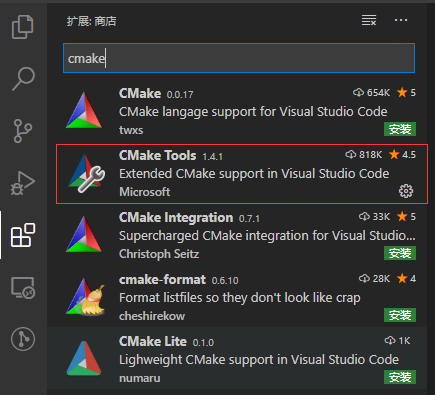 扩展: 商店
cmake
CMake 0.0.17 654K ★ 5
CMake langage support for Visual Studio Code
twxs 安装
CMake Tools 1.4.1 818K ★ 4.5
Extended CMake support in Visual Studio Code
Microsoft
CMake Integration 0.7.1 33K ★ 5
Supercharged CMake integration for Visual Studio...
Christoph Seitz 安装
cmake-format 0.6.10 28K ★ 4
Format listfiles so they don't look like crap
cheshirekow 安装
CMake Lite 0.1.0 1K
Lighweight CMake support in Visual Studio Code
numaru 安装